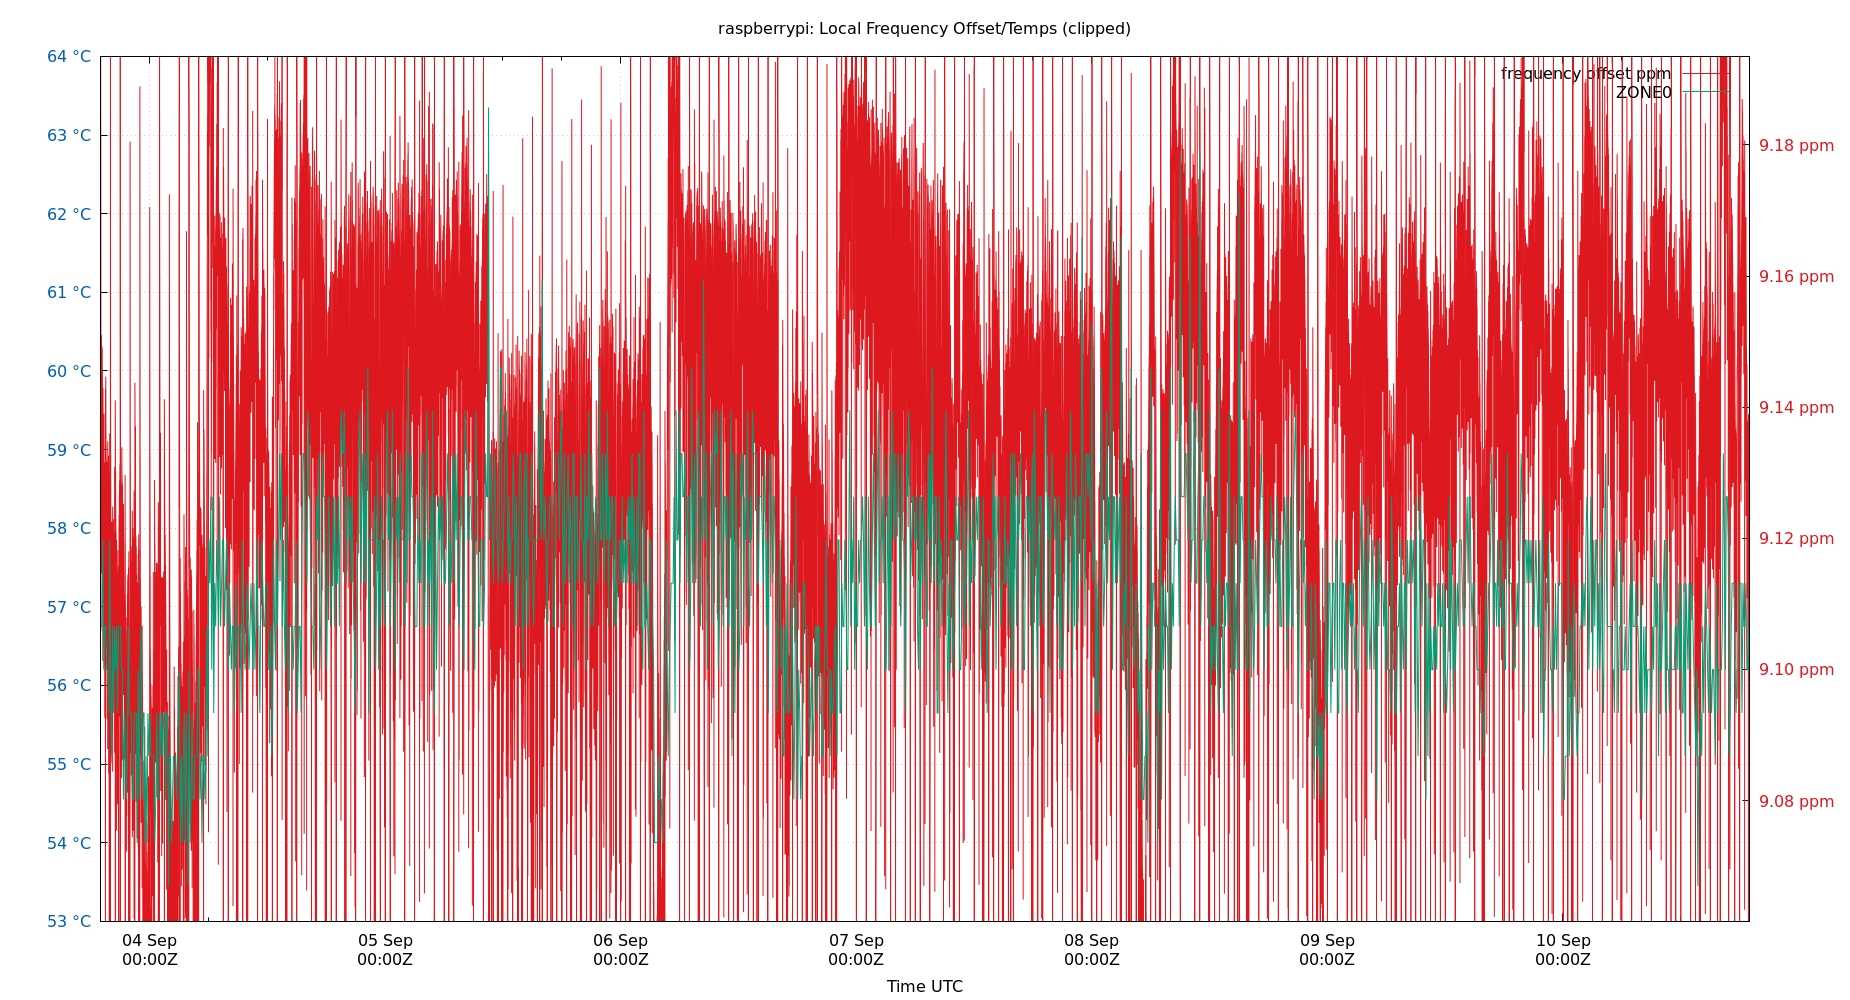 raspberrypi: Local Frequency Offset/Temps (clipped)
64 °C
63 °C
62 °C
61 °C
60 °C
59 °C
58 °C
57 °C
56 °C
55 °C
54 °C
53 °C
frequency offset ppm
ZONE0
9.18 ppm
9.16 ppm
9.14 ppm
9.12 ppm
9.10 ppm
9.08 ppm
04 Sep
00:00Z
05 Sep
00:00Z
06 Sep
00:00Z
07 Sep
00:00Z
08 Sep
00:00Z
09 Sep
00:00Z
10 Sep
00:00Z
Time UTC